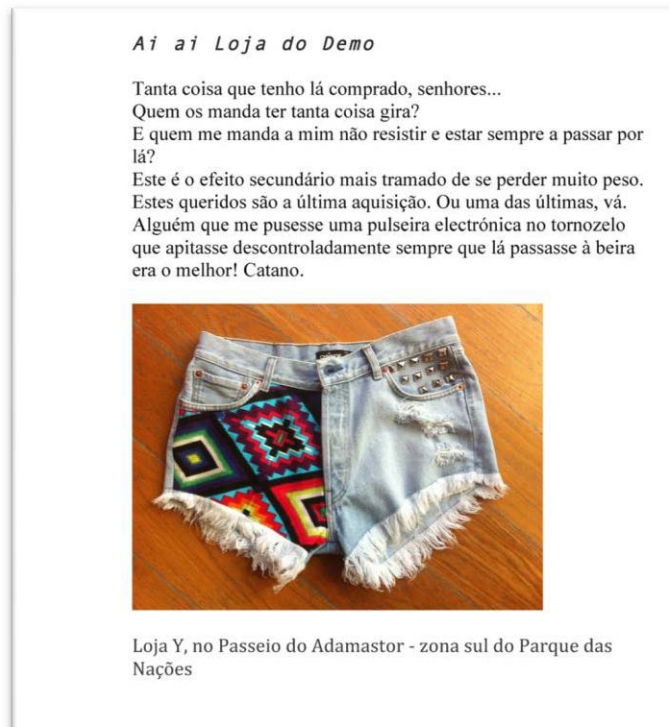 Ai ai Loja do Demo
Tanta coisa que tenho lá comprado, senhores...
Quem os manda ter tanta coisa gira?
E quem me manda a mim não resistir e estar sempre a passar por
lá?
Este é o efeito secundário mais tramado de se perder muito peso.
Estes queridos são a última aquisição. Ou uma das últimas, vá.
Alguém que me pusesse uma pulseira electrónica no tornozelo
que apitasse descontroladamente sempre que lá passasse à beira
era o melhor! Catano.
Loja Y, no Passeio do Adamastor - zona sul do Parque das
Nações